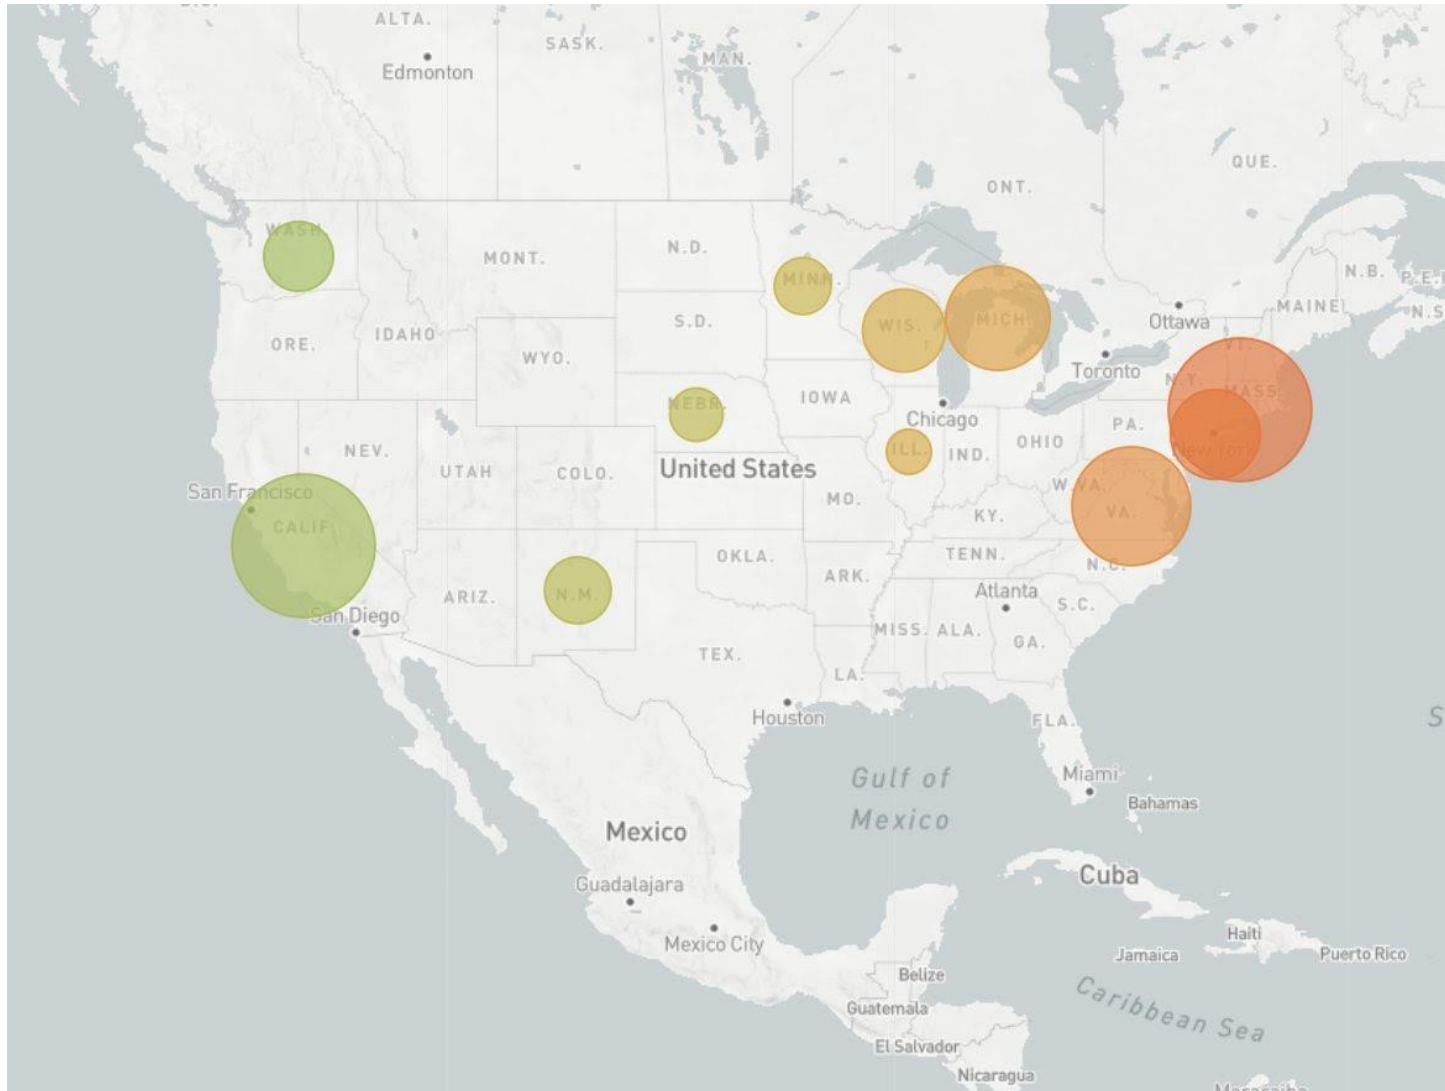 ALTA.
SASK.
MAN.
Edmonton
QUE.
ONT.
WASH.
MONT.
N.D.
MINN.
N.B.
P.E.I
MAINE
N.S
ORE.
IDAHO
S.D.
WIS.
MICH.
Ottawa
WYO.
VT.
Toronto
N.Y.
MASS
NEBR.
IOWA
Chicago
PA.
NEV.
UTAH
COLO.
United States
ILL.
IND.
OHIO
New York
San Francisco
CALIF.
MO.
W.VA.
VA.
KY.
OKLA.
TENN.
N.C.
ARIZ.
N.M.
ARK.
Atlanta
S.C.
San Diego
MISS.
ALA.
GA.
TEX.
LA.
Houston
FLA.
S
Gulf of
Mexico
Miami
Bahamas
Mexico
Cuba
Guadalajara
Mexico City
Haiti
Jamaica
Puerto Rico
Belize
Guatemala
Caribbean Sea
El Salvador
Nicaragua